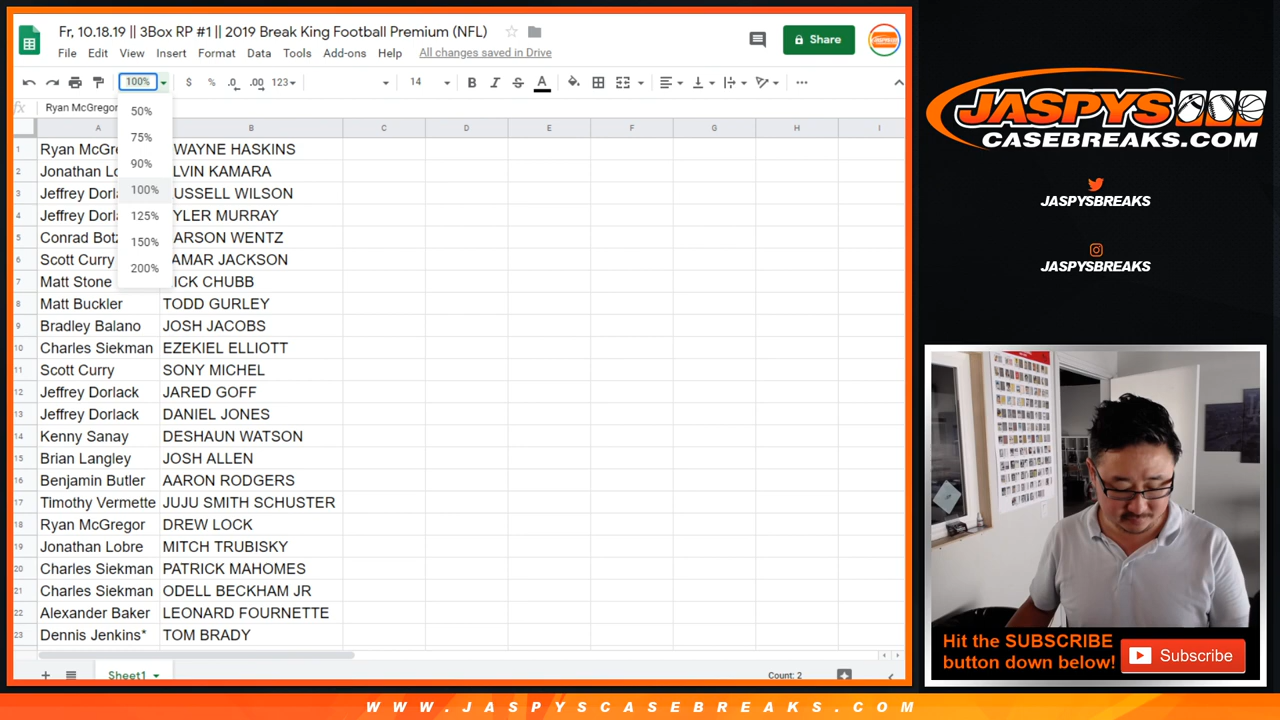 Fr, 10.18.19 || 3Box RP #1 || 2019 Break King Football Premium (NFL)
File Edit View Insert Format Data Tools Add-ons Help All changes saved in Drive
Share
100% $ % .0 .00 123 14 B I S A
fx Ryan McGregor
A B C D E F G H I
50%
75%
90%
100%
125%
150%
200%
1 Ryan McGre WAYNE HASKINS
2 Jonathan Lo LVIN KAMARA
3 Jeffrey Dorla USSELL WILSON
4 Jeffrey Dorla YLER MURRAY
5 Conrad Botz ARSON WENTZ
6 Scott Curry AMAR JACKSON
7 Matt Stone ICK CHUBB
8 Matt Buckler TODD GURLEY
9 Bradley Balano JOSH JACOBS
10 Charles Siekman EZEKIEL ELLIOTT
11 Scott Curry SONY MICHEL
12 Jeffrey Dorlack JARED GOFF
13 Jeffrey Dorlack DANIEL JONES
14 Kenny Sanay DESHAUN WATSON
15 Brian Langley JOSH ALLEN
16 Benjamin Butler AARON RODGERS
17 Timothy Vermette JUJU SMITH SCHUSTER
18 Ryan McGregor DREW LOCK
19 Jonathan Lobre MITCH TRUBISKY
20 Charles Siekman PATRICK MAHOMES
21 Charles Siekman ODELL BECKHAM JR
22 Alexander Baker LEONARD FOURNETTE
23 Dennis Jenkins* TOM BRADY
Sheet1
Count: 2
JASPYS
CASEBREAKS.COM
JASPYSBREAKS
JASPYSBREAKS
Hit the SUBSCRIBE
button down below!
Subscribe
WWW.JASPYSCASEBREAKS.COM